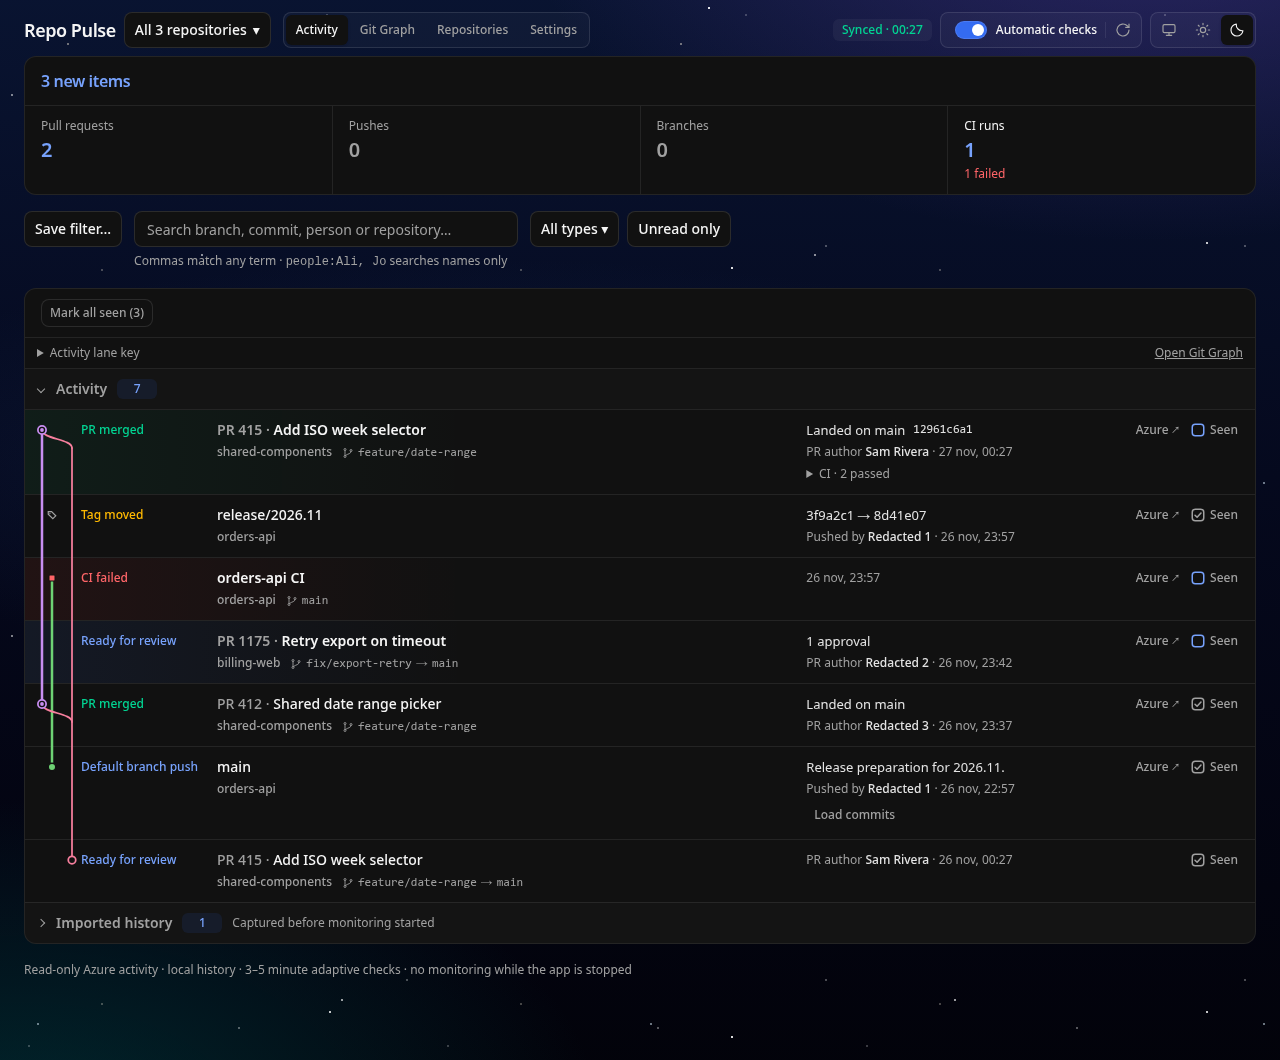 Repo Pulse
All 3 repositories ▾
Activity
Git Graph
Repositories
Settings
Synced · 00:27
Automatic checks
3 new items
Pull requests
2
Pushes
0
Branches
0
CI runs
1
1 failed
Save filter...
Search branch, commit, person or repository...
All types ▾
Unread only
Commas match any term · people:Ali, Jo searches names only
Mark all seen (3)
Activity lane key
Open Git Graph
Activity 7
PR merged
PR 415 · Add ISO week selector
shared-components feature/date-range
Landed on main 12961c6a1
PR author Sam Rivera · 27 nov, 00:27
CI · 2 passed
Azure ↗ Seen
Tag moved
release/2026.11
orders-api
3f9a2c1 → 8d41e07
Pushed by Redacted 1 · 26 nov, 23:57
Azure ↗ Seen
CI failed
orders-api CI
orders-api main
26 nov, 23:57
Azure ↗ Seen
Ready for review
PR 1175 · Retry export on timeout
billing-web fix/export-retry → main
1 approval
PR author Redacted 2 · 26 nov, 23:42
Azure ↗ Seen
PR merged
PR 412 · Shared date range picker
shared-components feature/date-range
Landed on main
PR author Redacted 3 · 26 nov, 23:37
Azure ↗ Seen
Default branch push
main
orders-api
Release preparation for 2026.11.
Pushed by Redacted 1 · 26 nov, 22:57
Load commits
Azure ↗ Seen
Ready for review
PR 415 · Add ISO week selector
shared-components feature/date-range → main
PR author Sam Rivera · 26 nov, 00:27
Seen
Imported history 1 Captured before monitoring started
Read-only Azure activity · local history · 3–5 minute adaptive checks · no monitoring while the app is stopped